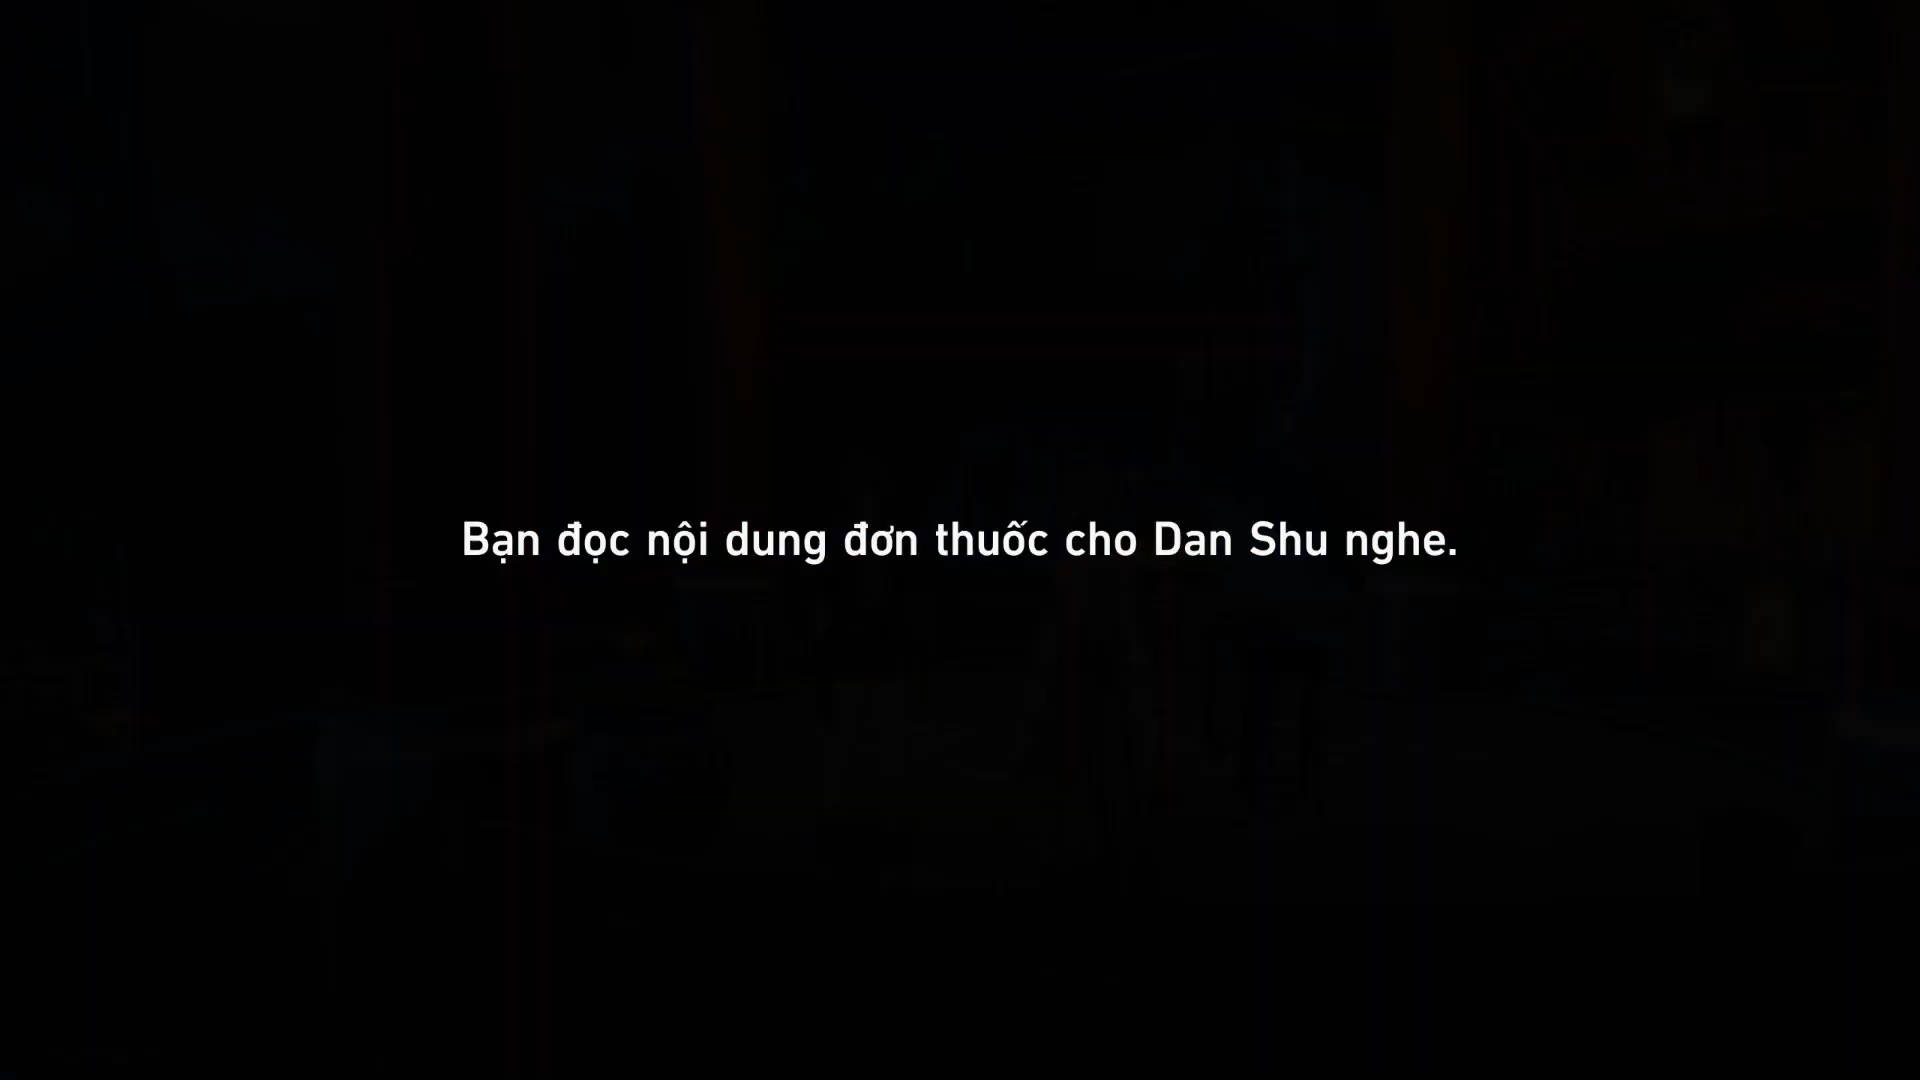 Bạn đọc nội dung đơn thuốc cho Dan Shu nghe.